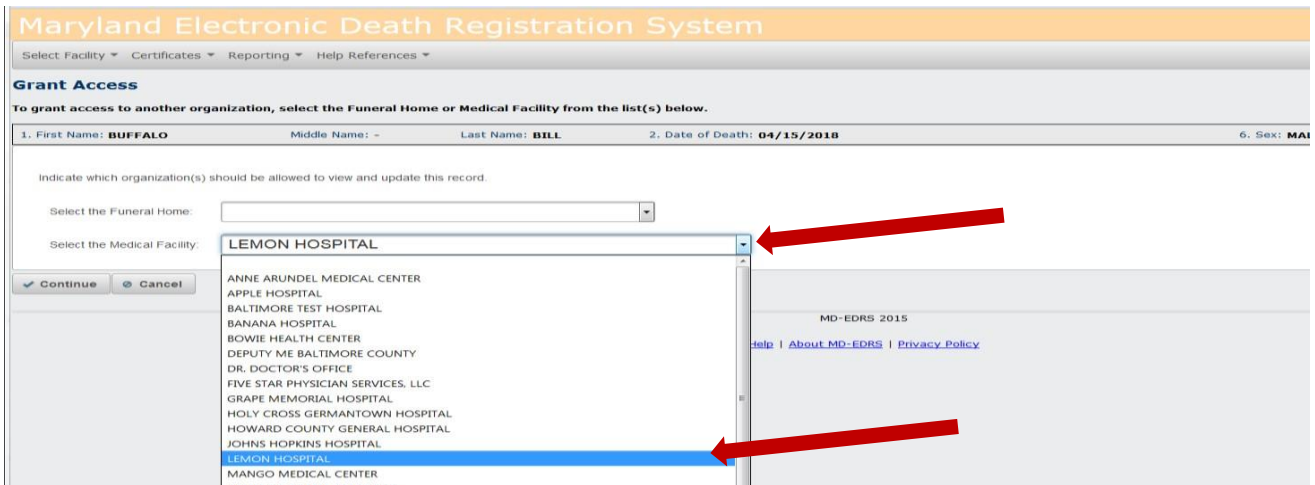 Maryland Electronic Death Registration System
Select Facility Certificates Reporting Help References
Grant Access
To grant access to another organization, select the Funeral Home or Medical Facility from the list(s) below.
1. First Name: BUFFALO Middle Name: - Last Name: BILL 2. Date of Death: 04/15/2018 6. Sex:
Indicate which organization(s) should be allowed to view and update this record.
Select the Funeral Home:
Select the Medical Facility: LEMON HOSPITAL
ANNE ARUNDEL MEDICAL CENTER
APPLE HOSPITAL
BALTIMORE TEST HOSPITAL
BANANA HOSPITAL
BOWIE HEALTH CENTER
DEPUTY ME BALTIMORE COUNTY
DR. DOCTOR'S OFFICE
FIVE STAR PHYSICIAN SERVICES, LLC
GRAPE MEMORIAL HOSPITAL
HOLY CROSS GERMANTOWN HOSPITAL
HOWARD COUNTY GENERAL HOSPITAL
JOHNS HOPKINS HOSPITAL
LEMON HOSPITAL
MANGO MEDICAL CENTER
Continue Cancel
MD-EDRS 2015
Help | About MD-EDRS | Privacy Policy